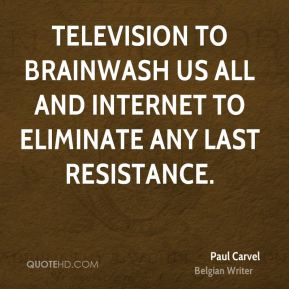 TELEVISION TO
BRAINWASH US ALL
AND INTERNET TO
ELIMINATE ANY LAST
RESISTANCE.
Paul Carvel
QUOTEHD.COM
Belgian Writer